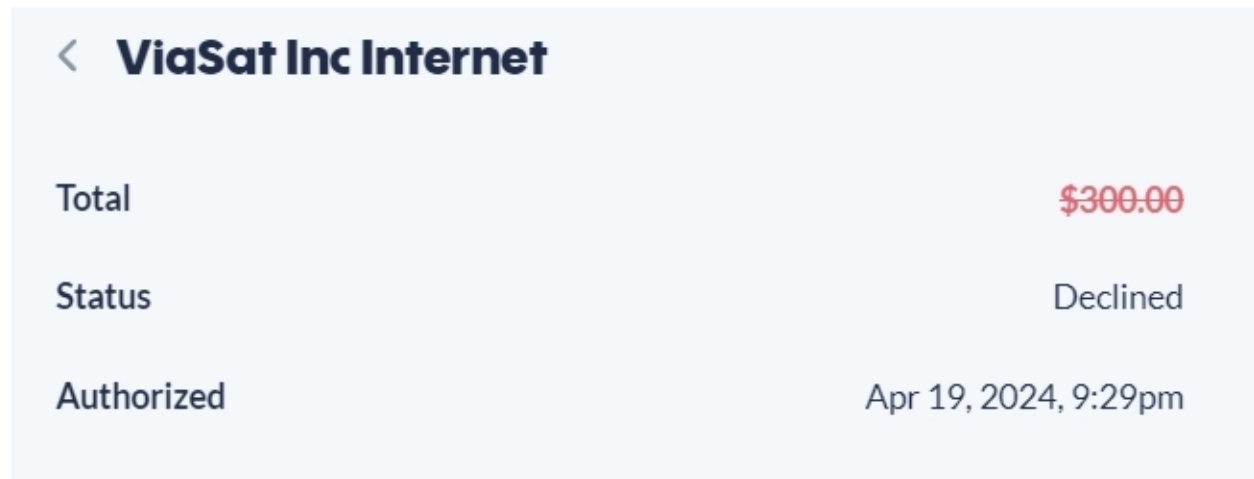 ViaSat Inc Internet
Total $300.00
Status Declined
Authorized Apr 19, 2024, 9:29pm